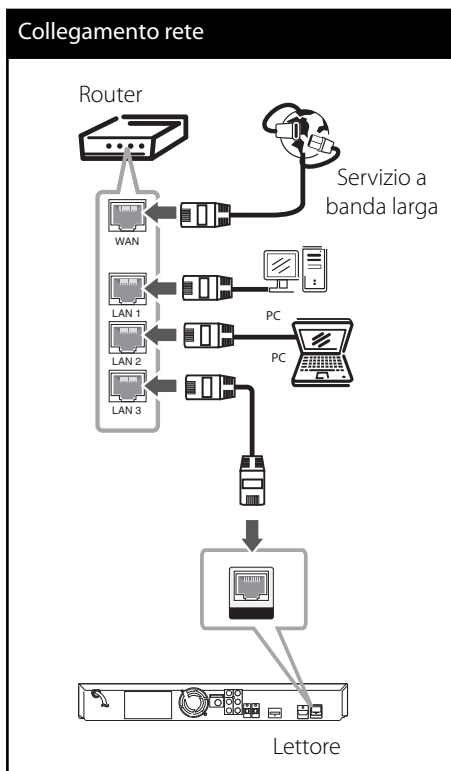 Collegamento rete
Router
Servizio a
banda larga
WAN
LAN 1
PC
LAN 2
PC
LAN 3
Lettore